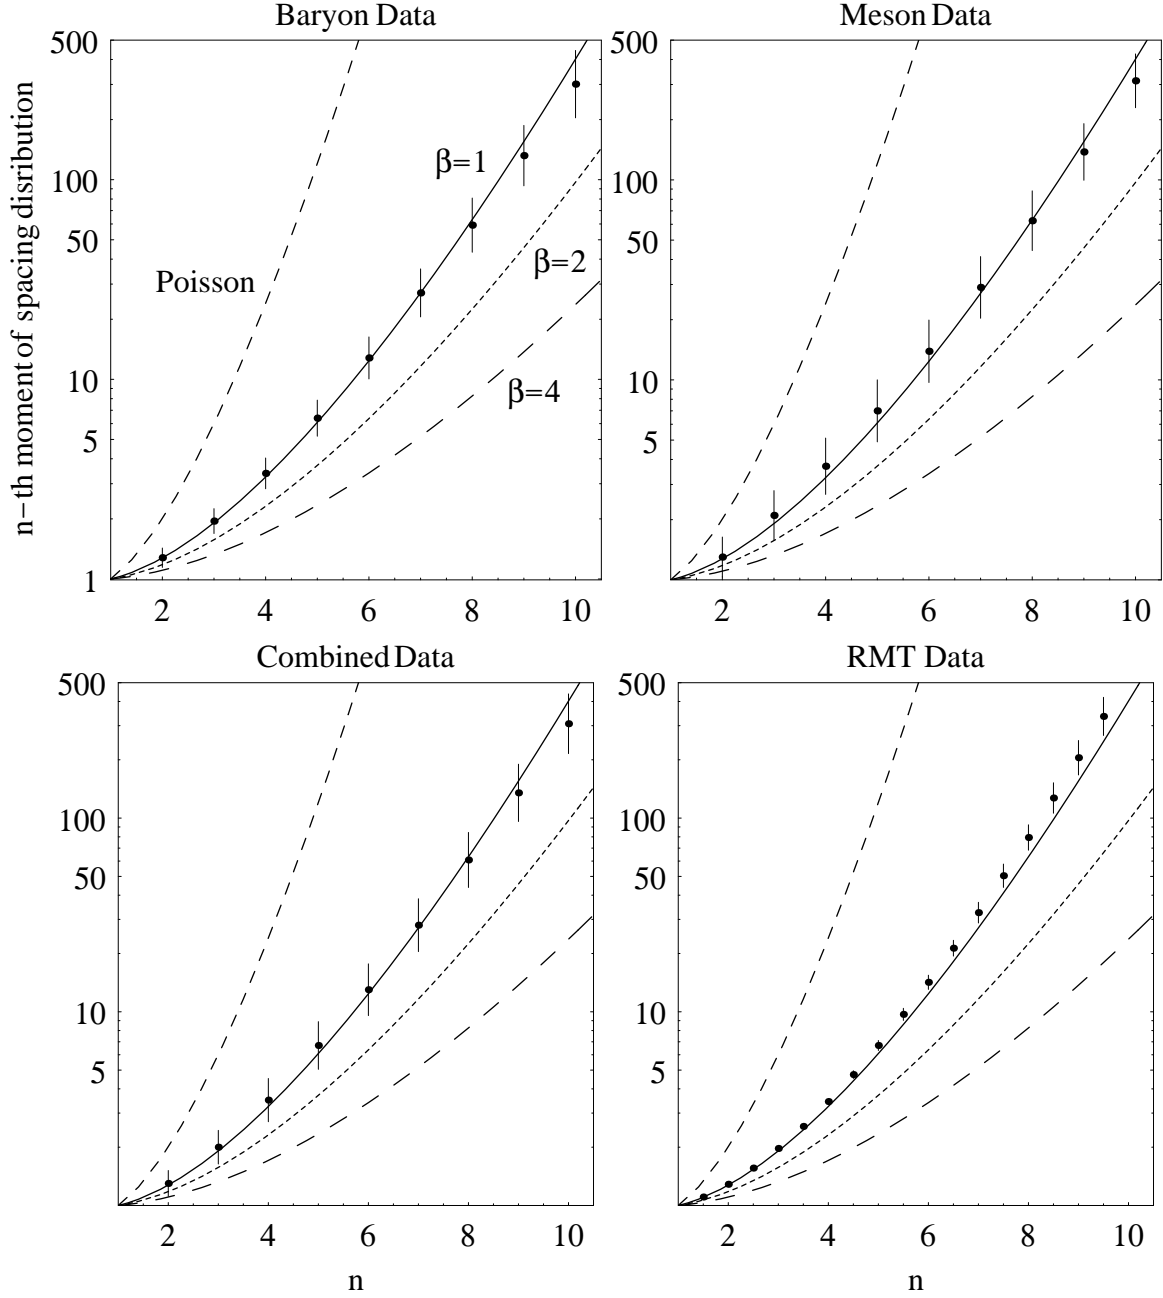 Baryon Data
Meson Data
n-th moment of spacing disribution
500
100
50
10
5
1
2 4 6 8 10
Poisson
β=1
β=2
β=4
500
100
50
10
5
2 4 6 8 10
Combined Data
RMT Data
500
100
50
10
5
2 4 6 8 10
n
500
100
50
10
5
2 4 6 8 10
n